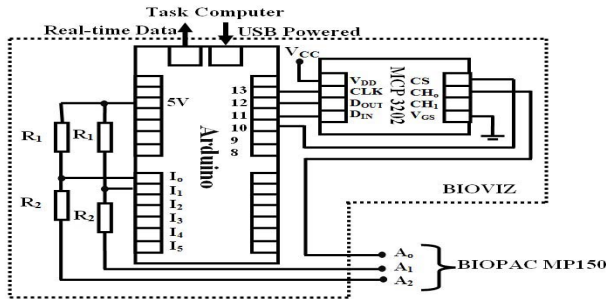 Task Computer
Real-time Data
USB Powered
VCC
VDD
CLK
DOUT
DIN
MCP3202
CS
CH0
CH1
VGS
13
12
11
10
9
8
5V
Arduino
R1
R1
R2
R2
I0
I1
I2
I3
I4
I5
BIOVIZ
A0
A1
A2
BIOPAC MP150